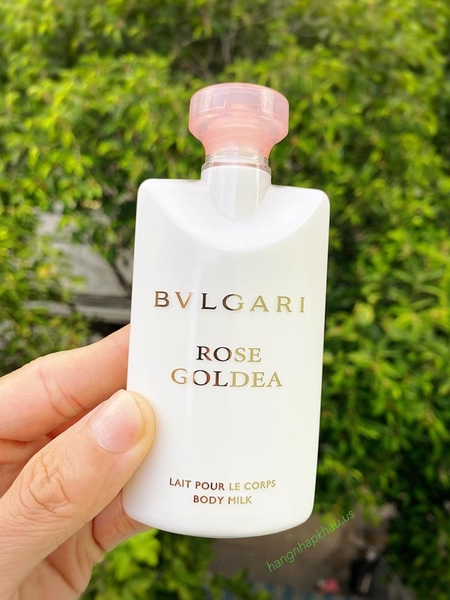 BVLGARI
ROSE
GOLDEA
LAIT POUR LE CORPS
BODY MILK
hangnhapkhau.us